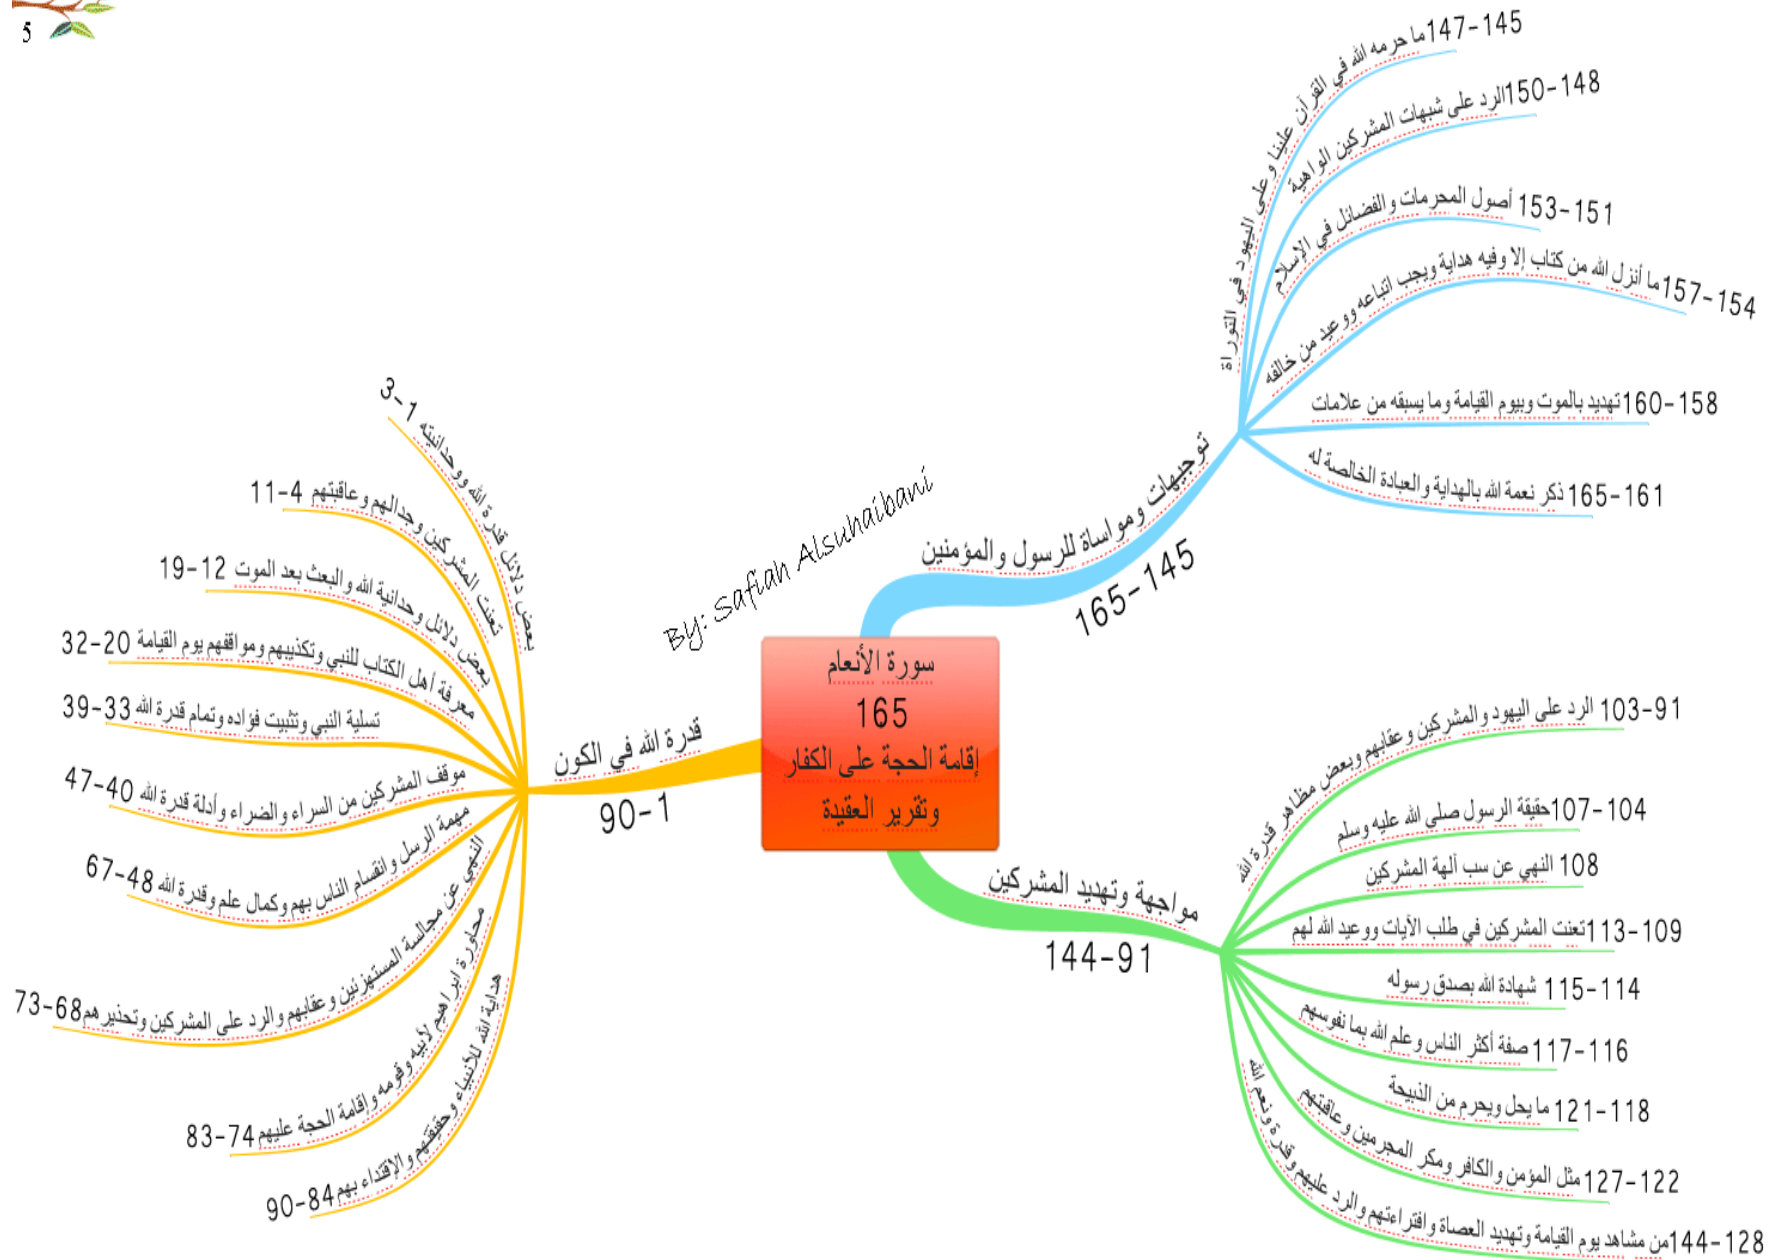 5
By: Safiah Alsuhaibani
سورة الأنعام
165
إقامة الحجة على الكفار
وتقرير العقيدة
قدرة الله في الكون
90-1
بعض دلائل قدرة الله ووحدانيته 1-3
تعنت المشركين وجدالهم وعاقبتهم 4-11
بعض دلائل وحدانية الله والبعث بعد الموت 12-19
معرفة أهل الكتاب للنبي وتكذيبهم ومواقفهم يوم القيامة 20-32
تسلية النبي وتثبيت فؤاده وتمام قدرة الله 33-39
موقف المشركين من السراء والضراء وأدلة قدرة الله 40-47
مهمة الرسل وانقسام الناس بهم وكمال علم وقدرة الله 48-67
النهي عن مجالسة المستهزئين وعقابهم والرد على المشركين وتحذيرهم 68-73
محاورة ابراهيم لأبيه وقومه وإقامة الحجة عليهم 74-83
هداية الله للأنبياء وحقيقتهم والإقتداء بهم 84-90
مواجهة وتهديد المشركين
144-91
103-91 الرد على اليهود والمشركين وعقابهم وبعض مظاهر قدرة الله
107-104 حقيقة الرسول صلى الله عليه وسلم
108 النهي عن سب آلهة المشركين
113-109 تعنت المشركين في طلب الآيات ووعيد الله لهم
115-114 شهادة الله بصدق رسوله
117-116 صفة أكثر الناس وعلم الله بما نفوسهم
121-118 ما يحل ويحرم من الذبيحة
127-122 مثل المؤمن والكافر ومكر المجرمين وعاقبتهم
144-128 من مشاهد يوم القيامة وتهديد العصاة وافتراءتهم والرد عليهم وقدرة ونعم الله
توجيهات ومواساة للرسول والمؤمنين
165-145
147-145 ما حرمه الله في القرآن علينا وعلى اليهود في التوراة
150-148 الرد على شبهات المشركين الواهية
153-151 أصول المحرمات والفضائل في الإسلام
157-154 ما أنزل الله من كتاب إلا وفيه هداية ويجب اتباعه ووعيد من خالفه
160-158 تهديد بالموت وبيوم القيامة وما يسبقه من علامات
165-161 ذكر نعمة الله بالهداية والعبادة الخالصة له